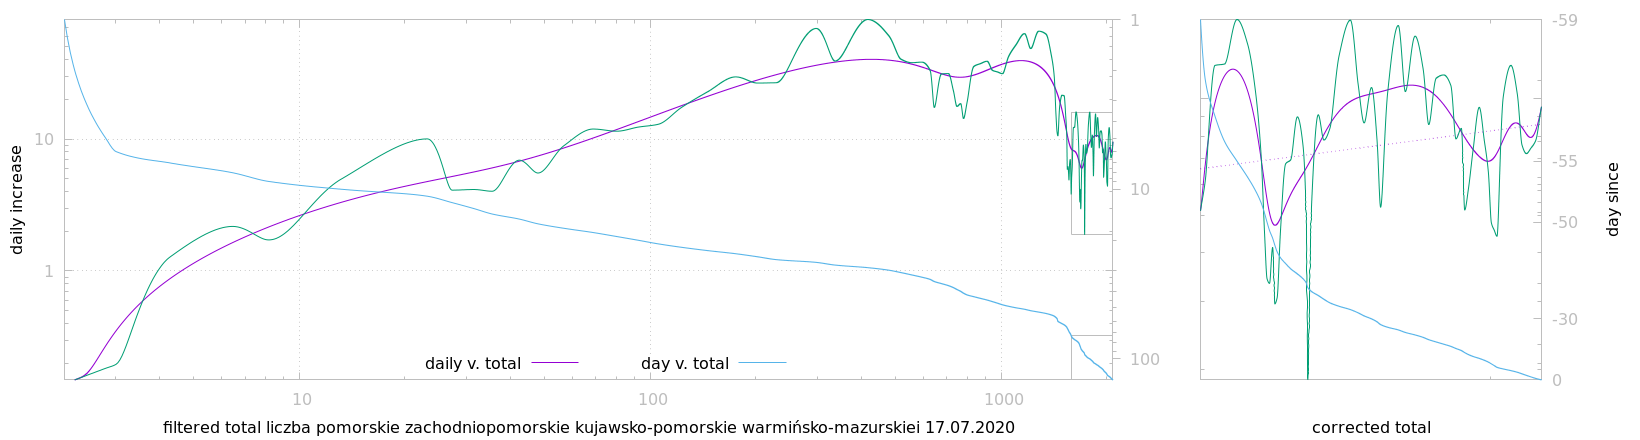 daily increase
10
1
daily v. total
day v. total
10
100
1000
1
10
100
filtered total liczba pomorskie zachodniopomorskie kujawsko-pomorskie warmińsko-mazurskiei 17.07.2020
-59
-55
-50
-30
0
day since
corrected total